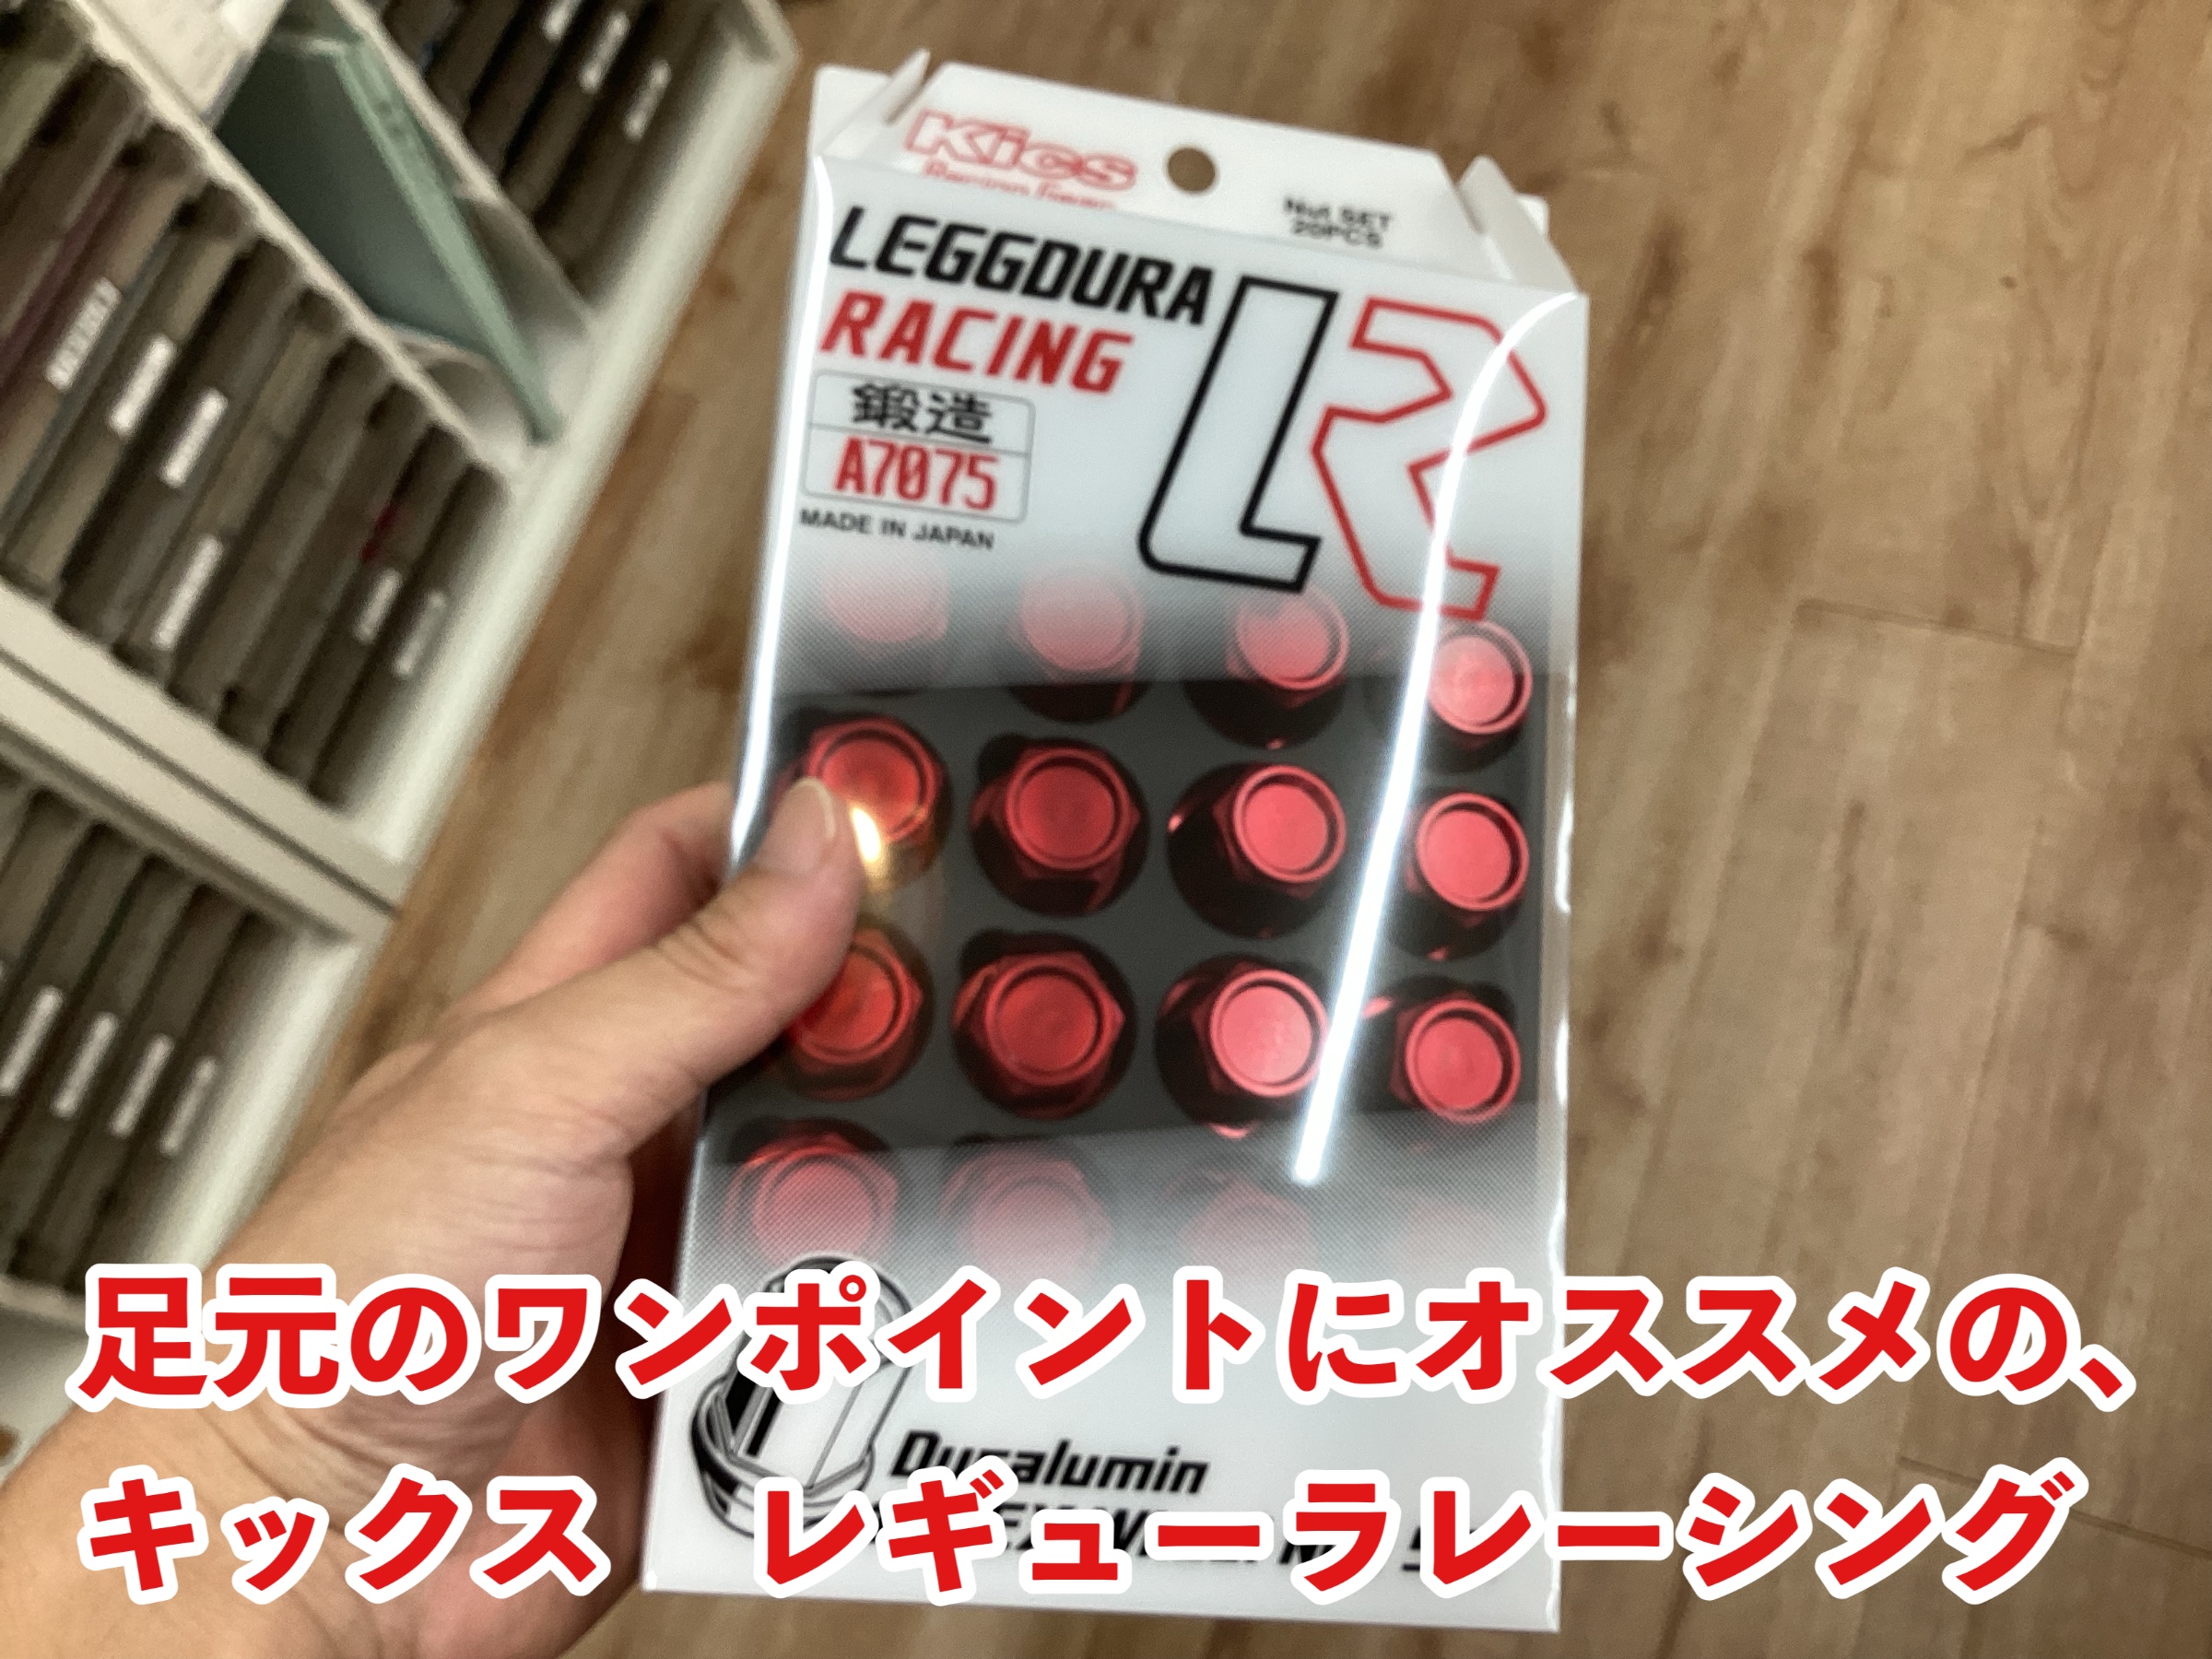 Kics
Nut SET
20PCS
LEGGDURA
RACING
LR
鍛造
A7075
MADE IN JAPAN
足元のワンポイントにオススメの、
Duralumin
キックス　レギューラレーシング